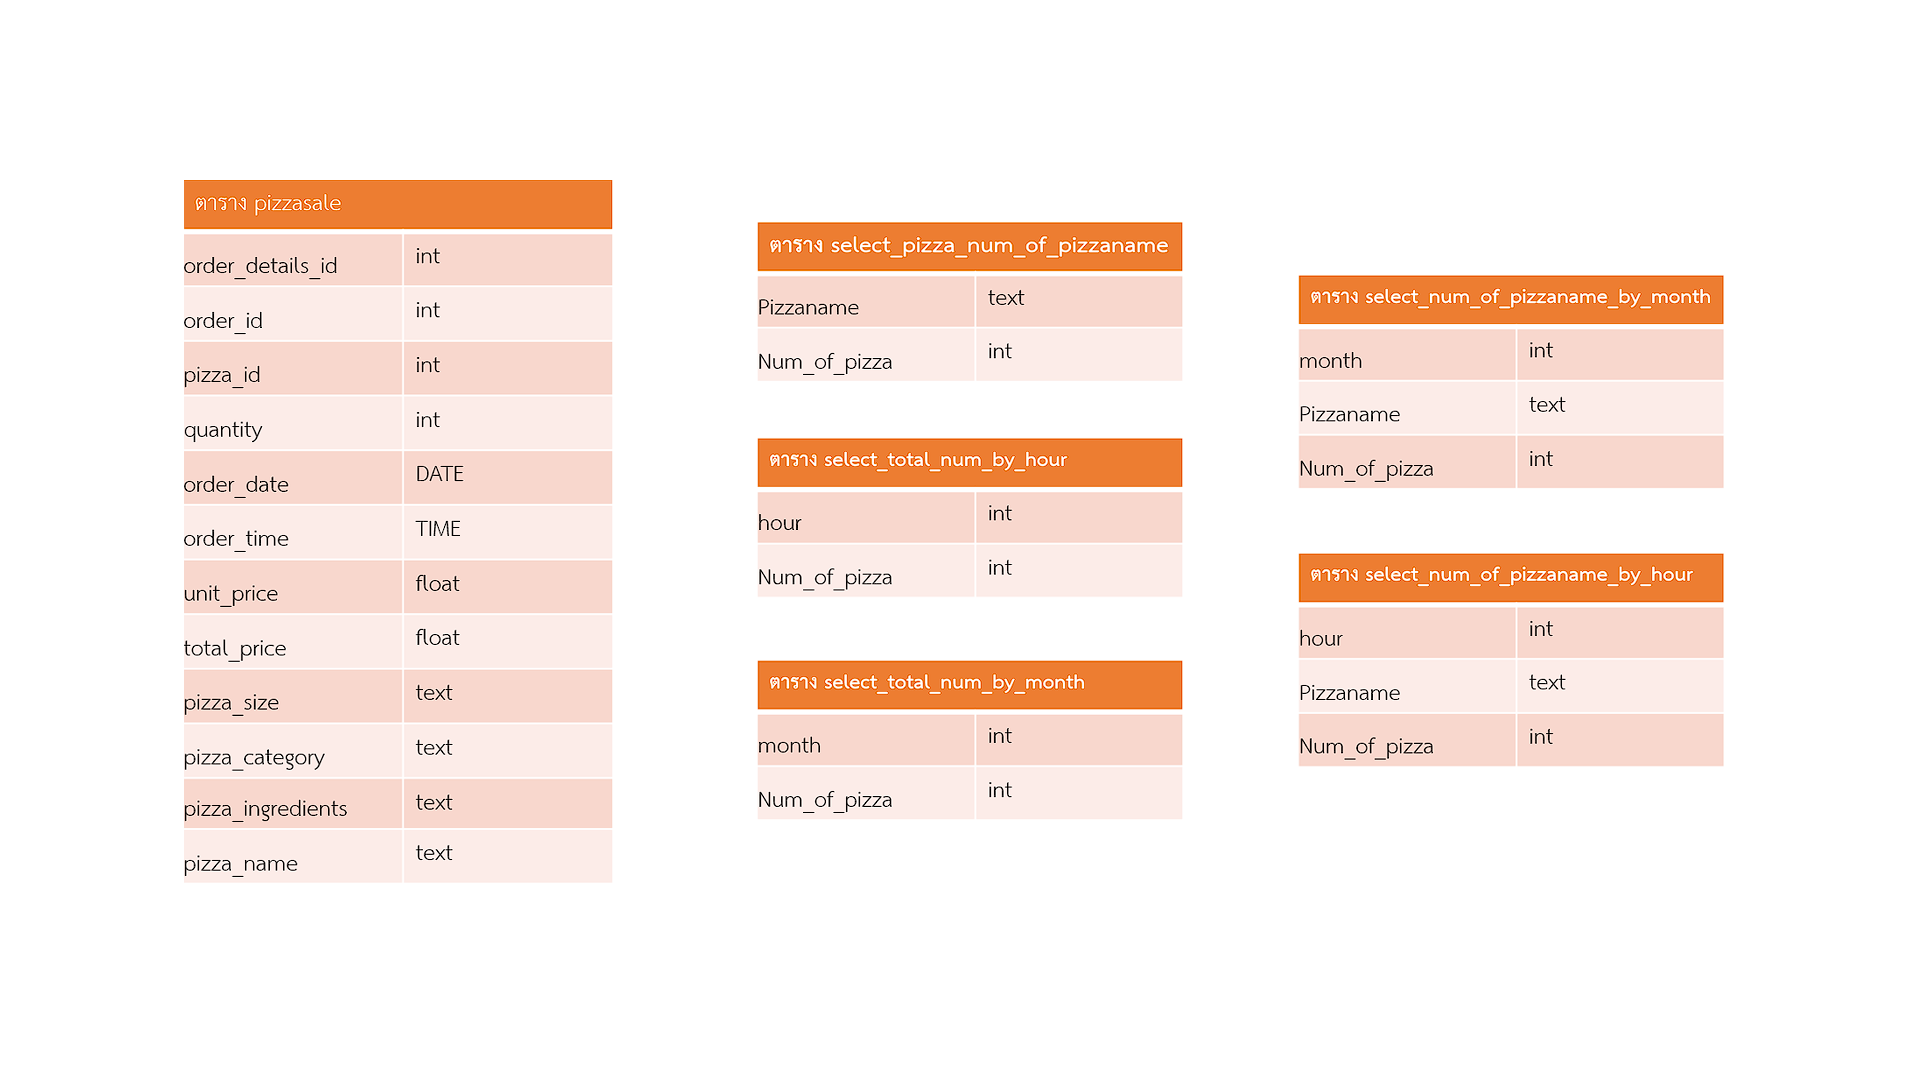 ตาราง pizzasale
order_details_id int
order_id int
pizza_id int
quantity int
order_date DATE
order_time TIME
unit_price float
total_price float
pizza_size text
pizza_category text
pizza_ingredients text
pizza_name text
ตาราง select_pizza_num_of_pizzaname
Pizzaname text
Num_of_pizza int
ตาราง select_total_num_by_hour
hour int
Num_of_pizza int
ตาราง select_total_num_by_month
month int
Num_of_pizza int
ตาราง select_num_of_pizzaname_by_month
month int
Pizzaname text
Num_of_pizza int
ตาราง select_num_of_pizzaname_by_hour
hour int
Pizzaname text
Num_of_pizza int